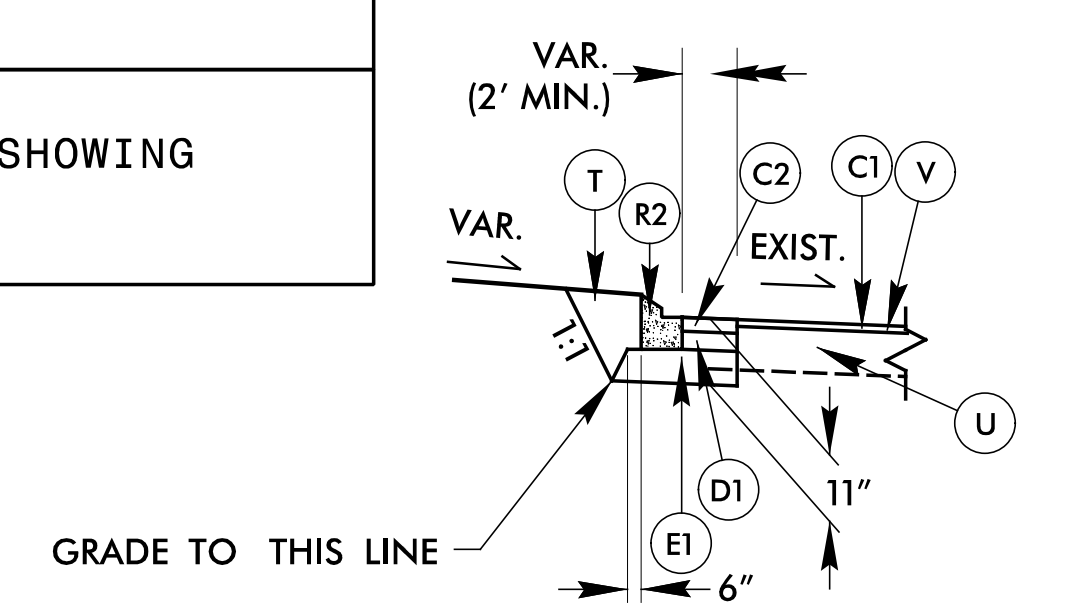 VAR.
(2' MIN.)
SHOWING
T
R2
C2
C1
V
VAR.
EXIST.
1:1
U
D1
11"
E1
GRADE TO THIS LINE
6"